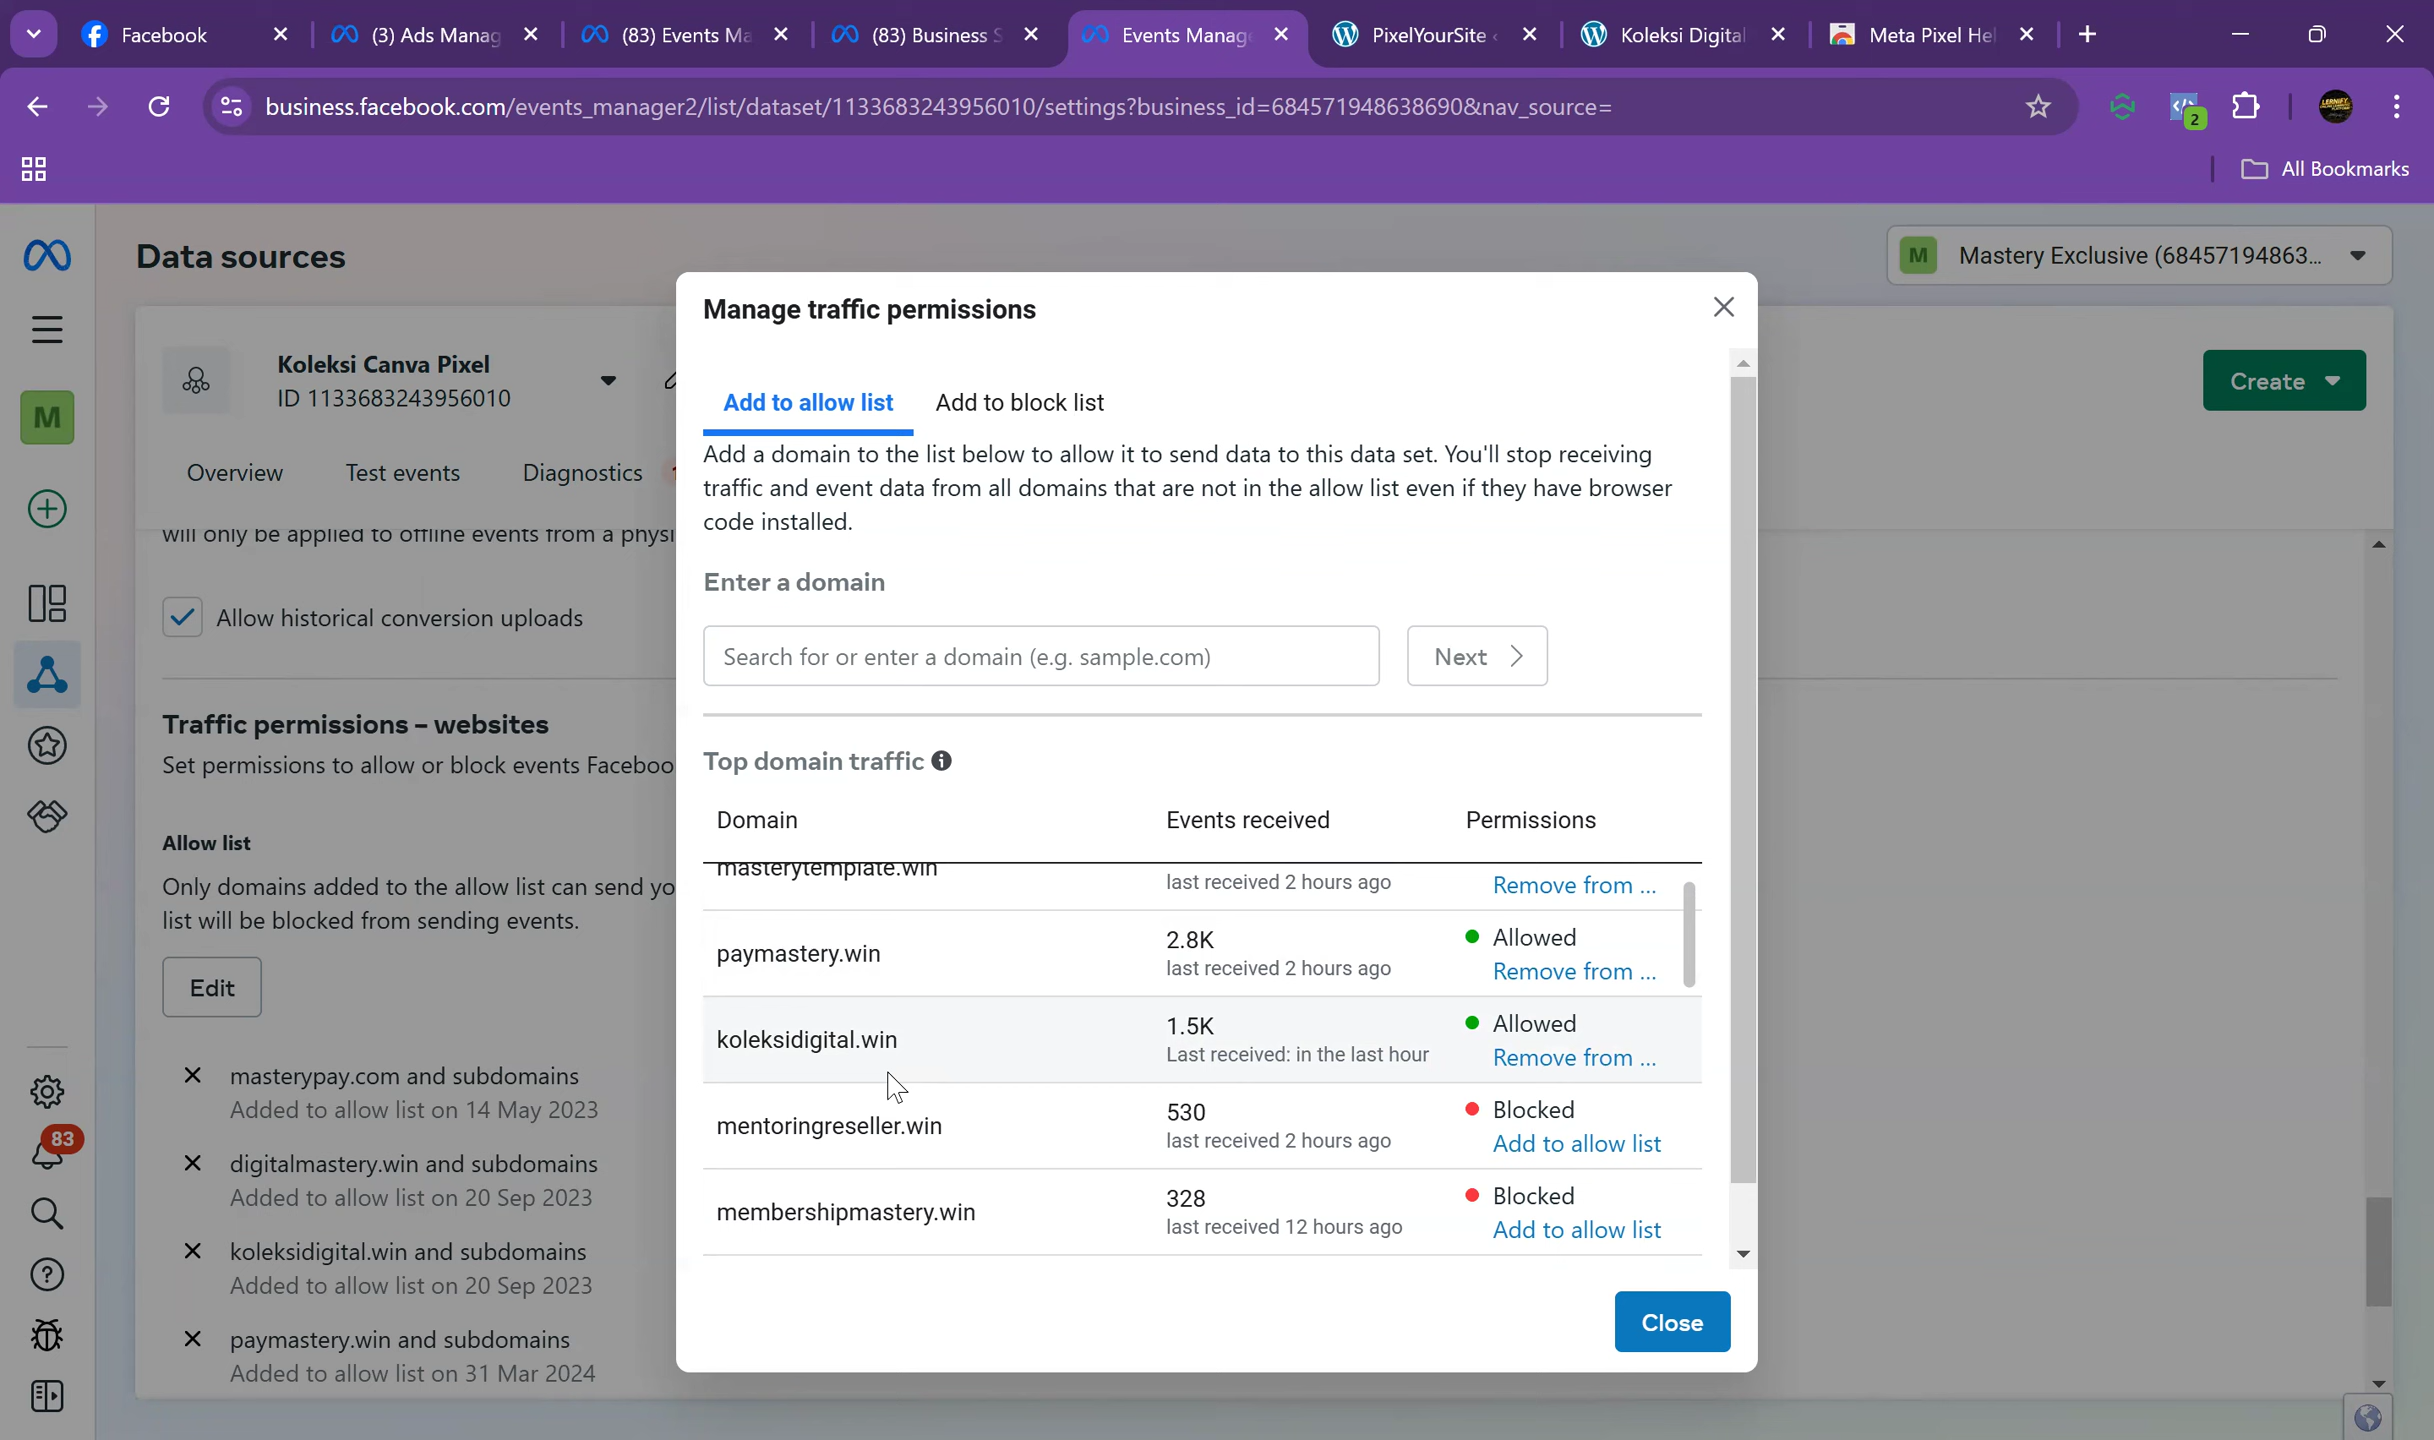 Facebook
(3) Ads Manag
(83) Events Ma
(83) Business S
Events Manage
PixelYourSite
Koleksi Digital
Meta Pixel Hel
business.facebook.com/events_manager2/list/dataset/1133683243956010/settings?business_id=684571948638690&nav_source=
2
All Bookmarks
Data sources
M Mastery Exclusive (68457194863...
Koleksi Canva Pixel
ID 1133683243956010
Create
M
Overview Test events Diagnostics 1
will only be applied to offline events from a physi
Allow historical conversion uploads
Traffic permissions – websites
Set permissions to allow or block events Faceboo
Allow list
Only domains added to the allow list can send yo
list will be blocked from sending events.
Edit
masterypay.com and subdomains
Added to allow list on 14 May 2023
digitalmastery.win and subdomains
Added to allow list on 20 Sep 2023
koleksidigital.win and subdomains
Added to allow list on 20 Sep 2023
paymastery.win and subdomains
Added to allow list on 31 Mar 2024
83
Manage traffic permissions
Add to allow list Add to block list
Add a domain to the list below to allow it to send data to this data set. You'll stop receiving
traffic and event data from all domains that are not in the allow list even if they have browser
code installed.
Enter a domain
Search for or enter a domain (e.g. sample.com)
Next
Top domain traffic
Domain Events received Permissions
masterytemplate.win
last received 2 hours ago
Remove from ...
paymastery.win
2.8K
last received 2 hours ago
Allowed
Remove from ...
koleksidigital.win
1.5K
Last received: in the last hour
Allowed
Remove from ...
mentoringreseller.win
530
last received 2 hours ago
Blocked
Add to allow list
membershipmastery.win
328
last received 12 hours ago
Blocked
Add to allow list
Close